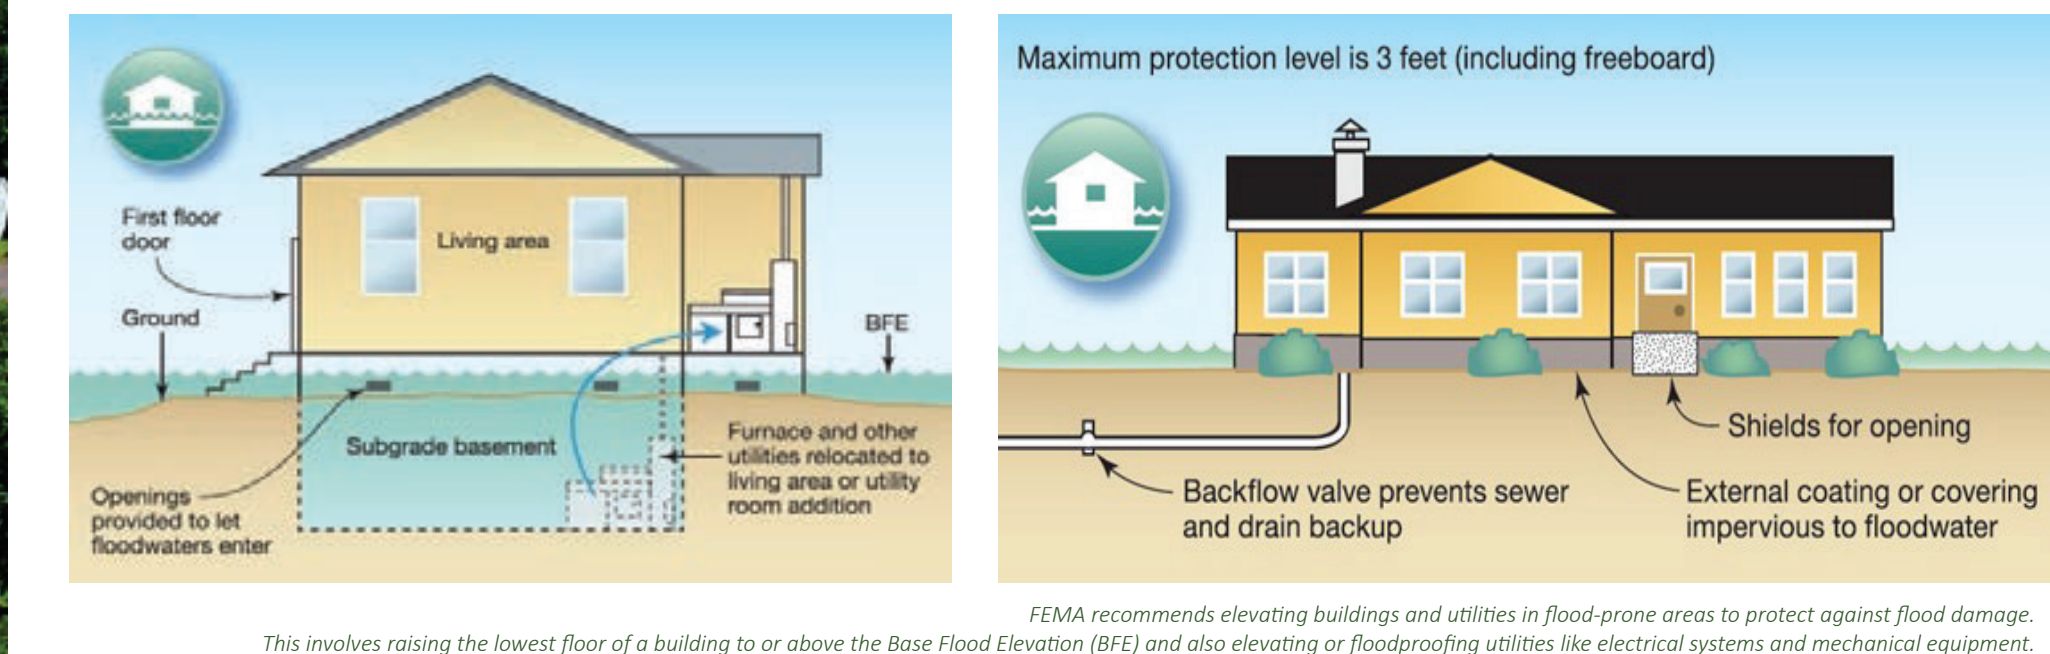 First floor
door
Living area
Ground
BFE
Subgrade basement
Furnace and other
utilities relocated to
living area or utility
room addition
Openings
provided to let
floodwaters enter
Maximum protection level is 3 feet (including freeboard)
Shields for opening
Backflow valve prevents sewer
and drain backup
External coating or covering
impervious to floodwater
FEMA recommends elevating buildings and utilities in flood-prone areas to protect against flood damage.
This involves raising the lowest floor of a building to or above the Base Flood Elevation (BFE) and also elevating or floodproofing utilities like electrical systems and mechanical equipment.